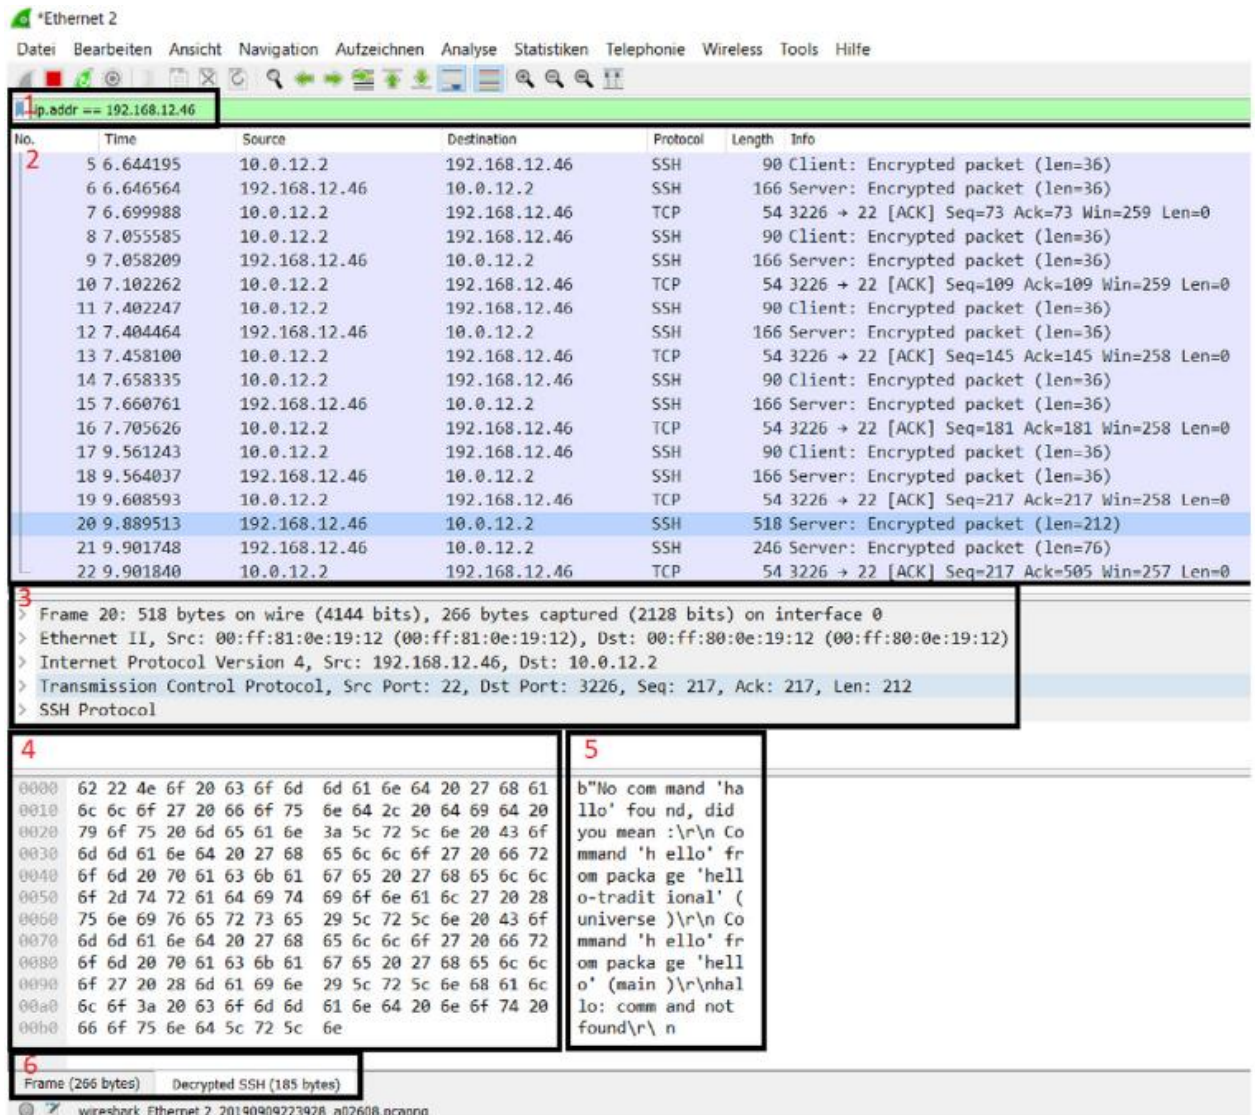 *Ethernet 2
Datei Bearbeiten Ansicht Navigation Aufzeichnen Analyse Statistiken Telephonie Wireless Tools Hilfe
1
ip.addr == 192.168.12.46
No. Time Source Destination Protocol Length Info
2
5 6.644195 10.0.12.2 192.168.12.46 SSH 90 Client: Encrypted packet (len=36)
6 6.646564 192.168.12.46 10.0.12.2 SSH 166 Server: Encrypted packet (len=36)
7 6.699988 10.0.12.2 192.168.12.46 TCP 54 3226 → 22 [ACK] Seq=73 Ack=73 Win=259 Len=0
8 7.055585 10.0.12.2 192.168.12.46 SSH 90 Client: Encrypted packet (len=36)
9 7.058209 192.168.12.46 10.0.12.2 SSH 166 Server: Encrypted packet (len=36)
10 7.102262 10.0.12.2 192.168.12.46 TCP 54 3226 → 22 [ACK] Seq=109 Ack=109 Win=259 Len=0
11 7.402247 10.0.12.2 192.168.12.46 SSH 90 Client: Encrypted packet (len=36)
12 7.404464 192.168.12.46 10.0.12.2 SSH 166 Server: Encrypted packet (len=36)
13 7.458100 10.0.12.2 192.168.12.46 TCP 54 3226 → 22 [ACK] Seq=145 Ack=145 Win=258 Len=0
14 7.658335 10.0.12.2 192.168.12.46 SSH 90 Client: Encrypted packet (len=36)
15 7.660761 192.168.12.46 10.0.12.2 SSH 166 Server: Encrypted packet (len=36)
16 7.705626 10.0.12.2 192.168.12.46 TCP 54 3226 → 22 [ACK] Seq=181 Ack=181 Win=258 Len=0
17 9.561243 10.0.12.2 192.168.12.46 SSH 90 Client: Encrypted packet (len=36)
18 9.564037 192.168.12.46 10.0.12.2 SSH 166 Server: Encrypted packet (len=36)
19 9.608593 10.0.12.2 192.168.12.46 TCP 54 3226 → 22 [ACK] Seq=217 Ack=217 Win=258 Len=0
20 9.889513 192.168.12.46 10.0.12.2 SSH 518 Server: Encrypted packet (len=212)
21 9.901748 192.168.12.46 10.0.12.2 SSH 246 Server: Encrypted packet (len=76)
22 9.901840 10.0.12.2 192.168.12.46 TCP 54 3226 → 22 [ACK] Seq=217 Ack=505 Win=257 Len=0
3
> Frame 20: 518 bytes on wire (4144 bits), 266 bytes captured (2128 bits) on interface 0
> Ethernet II, Src: 00:ff:81:0e:19:12 (00:ff:81:0e:19:12), Dst: 00:ff:80:0e:19:12 (00:ff:80:0e:19:12)
> Internet Protocol Version 4, Src: 192.168.12.46, Dst: 10.0.12.2
> Transmission Control Protocol, Src Port: 22, Dst Port: 3226, Seq: 217, Ack: 217, Len: 212
> SSH Protocol
4 5
0000 62 22 4e 6f 20 63 6f 6d 6d 61 6e 64 20 27 68 61 b"No com mand 'ha
0010 6c 6c 6f 27 20 66 6f 75 6e 64 2c 20 64 69 64 20 llo' fou nd, did
0020 79 6f 75 20 6d 65 61 6e 3a 5c 72 5c 6e 20 43 6f you mean :\r\n Co
0030 6d 6d 61 6e 64 20 27 68 65 6c 6c 6f 27 20 66 72 mmand 'h ello' fr
0040 6f 6d 20 70 61 63 6b 61 67 65 20 27 68 65 6c 6c om packa ge 'hell
0050 6f 2d 74 72 61 64 69 74 69 6f 6e 61 6c 27 20 28 o-tradit ional' (
0060 75 6e 69 76 65 72 73 65 29 5c 72 5c 6e 20 43 6f universe )\r\n Co
0070 6d 6d 61 6e 64 20 27 68 65 6c 6c 6f 27 20 66 72 mmand 'h ello' fr
0080 6f 6d 20 70 61 63 6b 61 67 65 20 27 68 65 6c 6c om packa ge 'hell
0090 6f 27 20 28 6d 61 69 6e 29 5c 72 5c 6e 68 61 6c o' (main )\r\nhal
00a0 6c 6f 3a 20 63 6f 6d 6d 61 6e 64 20 6e 6f 74 20 lo: comm and not
00b0 66 6f 75 6e 64 5c 72 5c 6e found\r\ n
6
Frame (266 bytes) Decrypted SSH (185 bytes)
wireshark_Ethernet 2_20190909223928_a02608.pcapng